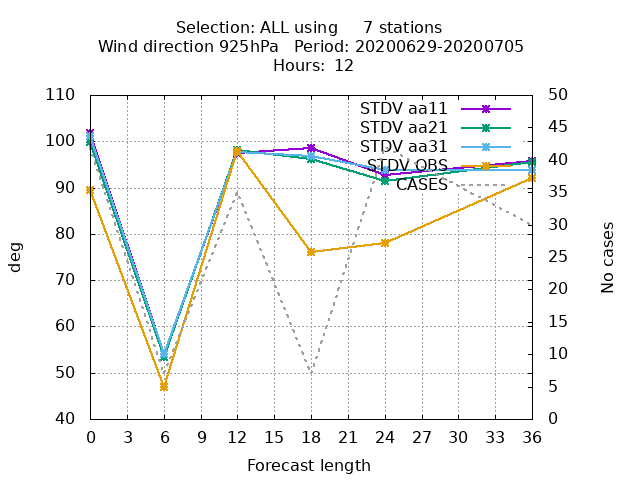 Selection: ALL using 7 stations
Wind direction 925hPa Period: 20200629-20200705
Hours: 12
110
100
90
80
70
60
50
40
deg
50
45
40
35
30
25
20
15
10
5
0
No cases
STDV aa11
STDV aa21
STDV aa31
STDV OBS
CASES
0 3 6 9 12 15 18 21 24 27 30 33 36
Forecast length